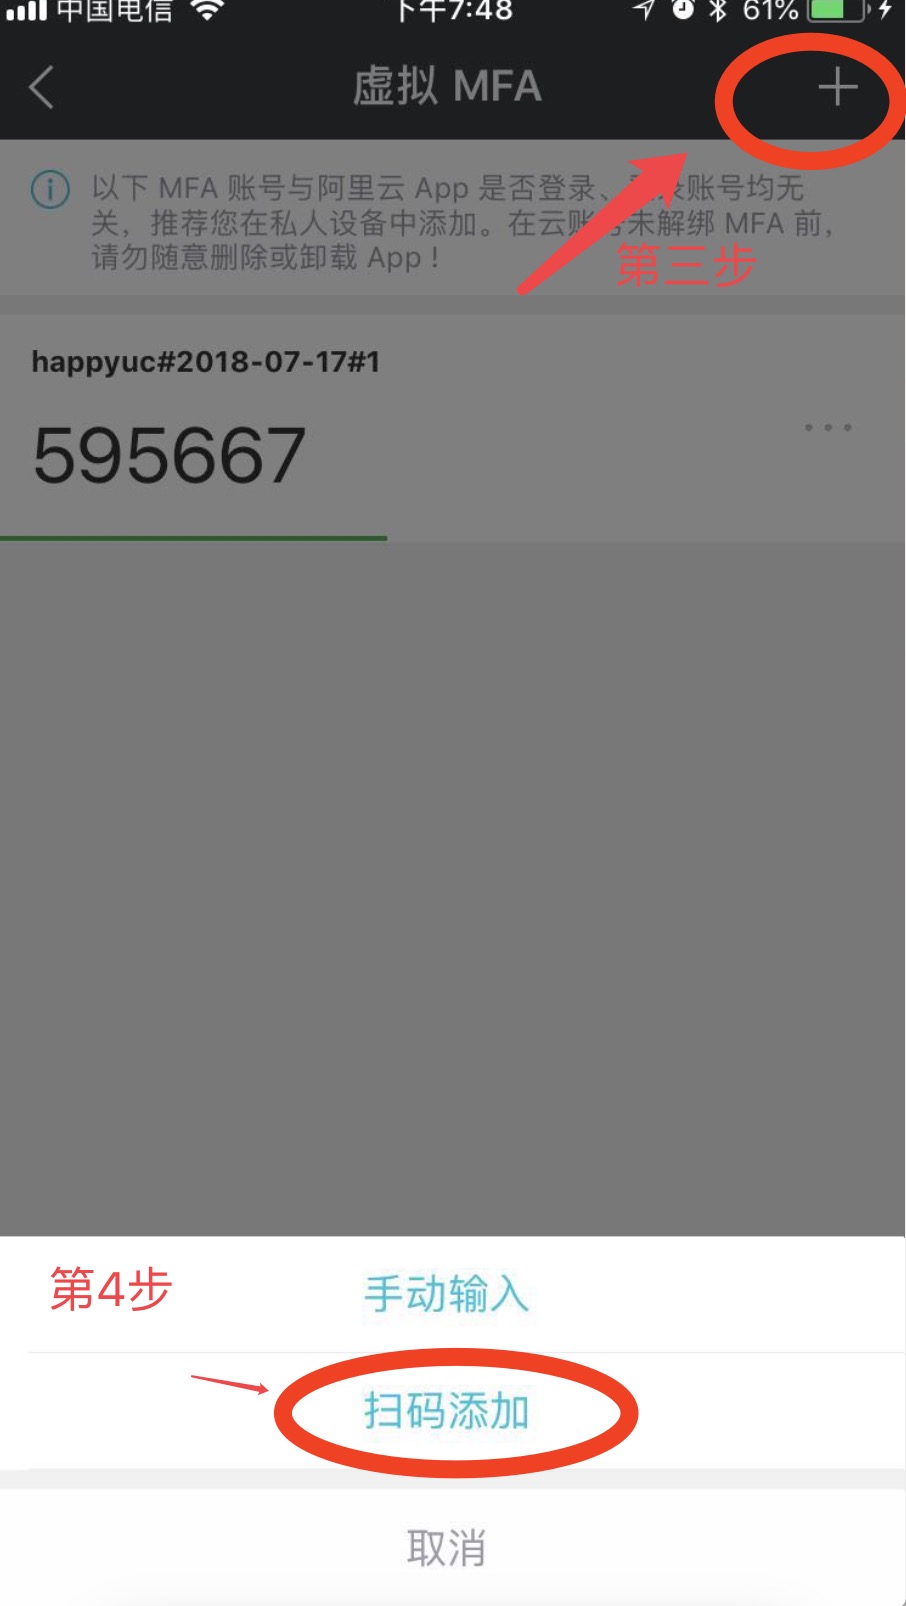 中国电信
下午7:48
61%
虚拟 MFA
以下 MFA 账号与阿里云 App 是否登录、登录账号均无
关，推荐您在私人设备中添加。在云账号未解绑 MFA 前，
请勿随意删除或卸载 App！
第三步
happyuc#2018-07-17#1
595667
第4步
手动输入
扫码添加
取消